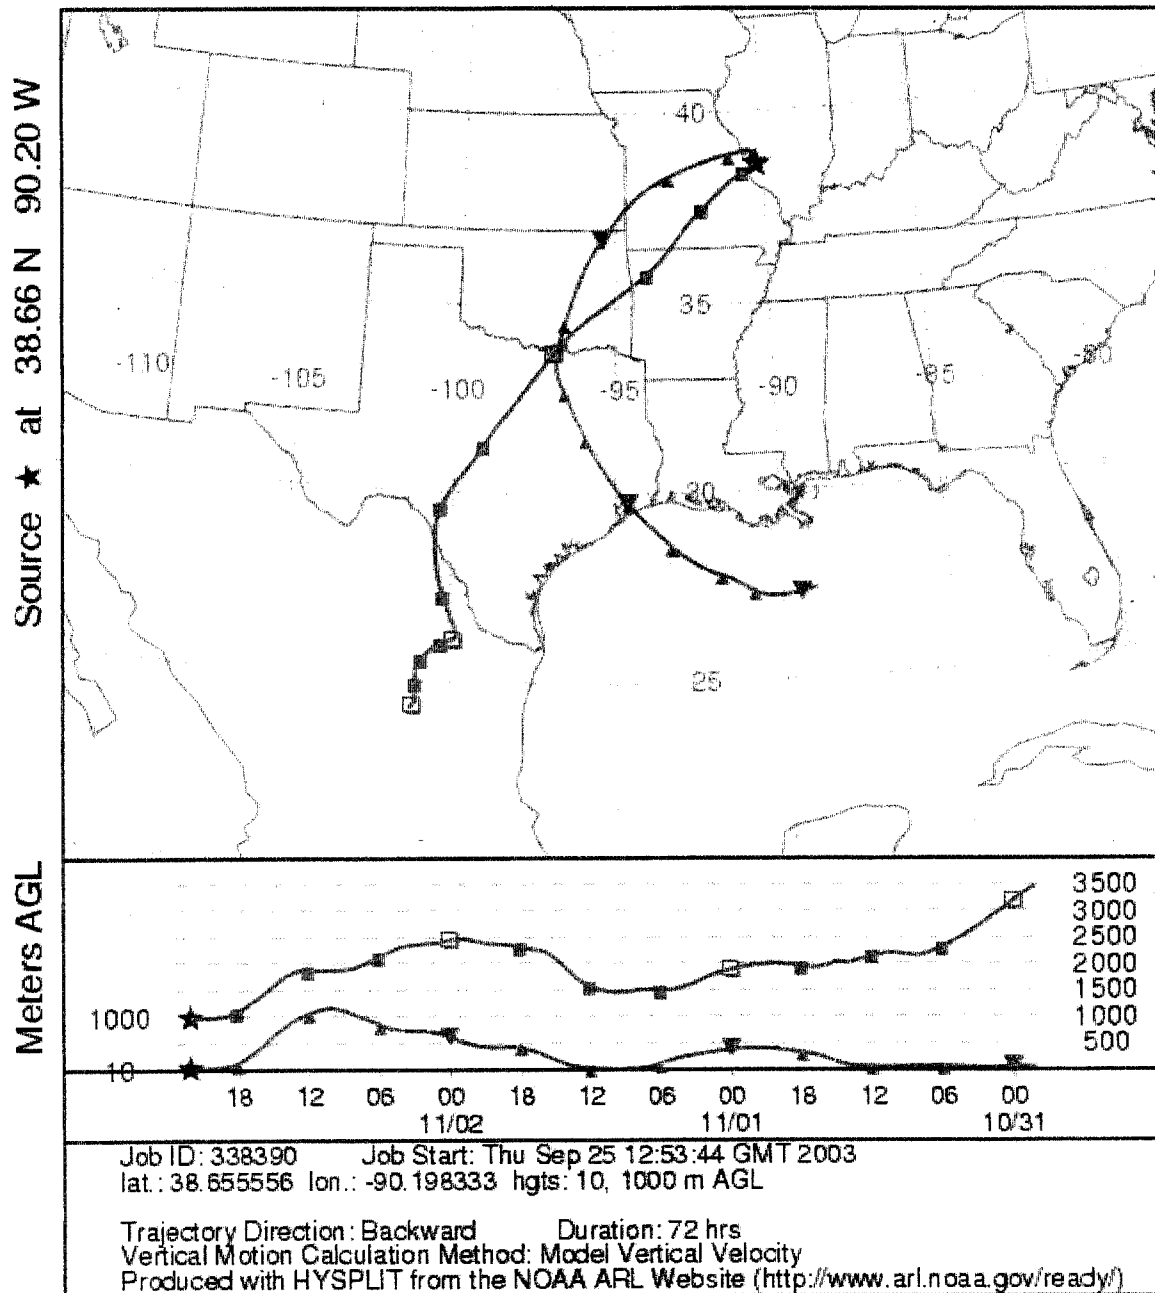 Source ★ at 38.66 N 90.20 W
40
35
-110
-105
-100
-95
-90
-85
-80
30
25
Meters AGL
3500
3000
2500
2000
1500
1000
500
1000
10
18 12 06 00 18 12 06 00 18 12 06 00
11/02 11/01 10/31
Job ID: 338390 Job Start: Thu Sep 25 12:53:44 GMT 2003
lat.: 38.655556 lon.: -90.198333 hgts: 10, 1000 m AGL
Trajectory Direction: Backward Duration: 72 hrs
Vertical Motion Calculation Method: Model Vertical Velocity
Produced with HYSPLIT from the NOAA ARL Website (http://www.arl.noaa.gov/ready/)